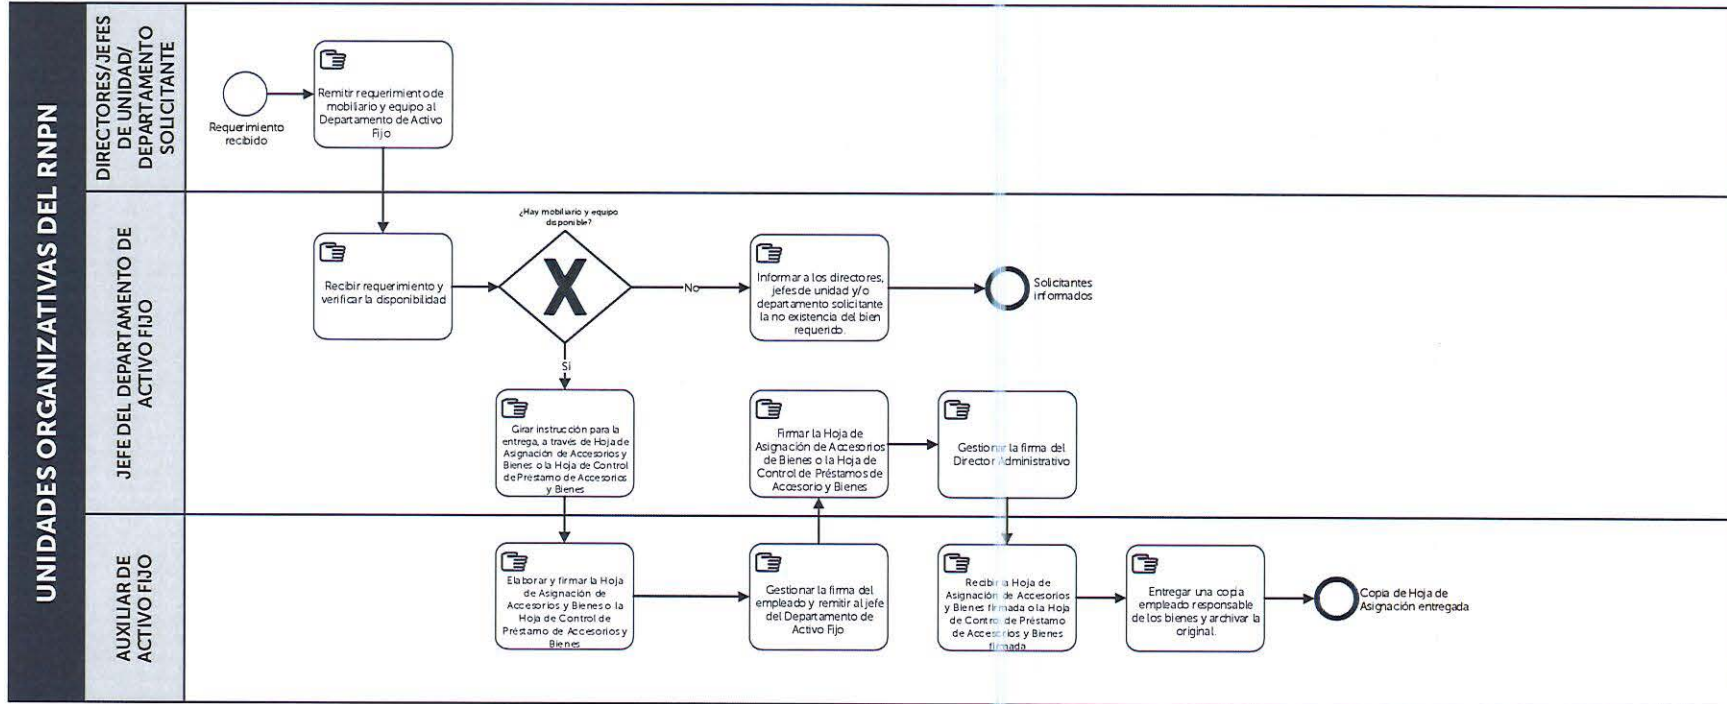 UNIDADES ORGANIZATIVAS DEL RNPN
DIRECTORES/JEFES
DE UNIDAD/
DEPARTAMENTO
SOLICITANTE
Requerimiento
recibido
Remitir requerimiento de
mobiliario y equipo al
Departamento de Activo
Fijo
JEFE DEL DEPARTAMENTO DE
ACTIVO FIJO
Recibir requerimiento y
verificar la disponibilidad
¿Hay mobiliario y equipo
disponible?
X
No
Informar a los directores,
jefes de unidad y/o
departamento solicitante
la no existencia del bien
requerido.
Solicitantes
informados
Sí
Girar instrucción para la
entrega, a través de Hoja de
Asignación de Accesorios y
Bienes o la Hoja de Control
de Préstamo de Accesorios
y Bienes
Firmar la Hoja de
Asignación de Accesorios
de Bienes o la Hoja de
Control de Préstamos de
Accesorio y Bienes
Gestionar la firma del
Director Administrativo
AUXILIAR DE
ACTIVO FIJO
Elaborar y firmar la Hoja
de Asignación de
Accesorios y Bienes o la
Hoja de Control de
Préstamo de Accesorios y
Bienes
Gestionar la firma del
empleado y remitir al jefe
del Departamento de
Activo Fijo
Recibir la Hoja de
Asignación de Accesorios
y Bienes firmada o la Hoja
de Control de Préstamo
de Accesorios y Bienes
firmada
Entregar una copia
empleado responsable
de los bienes y archivar la
original.
Copia de Hoja de
Asignación entregada